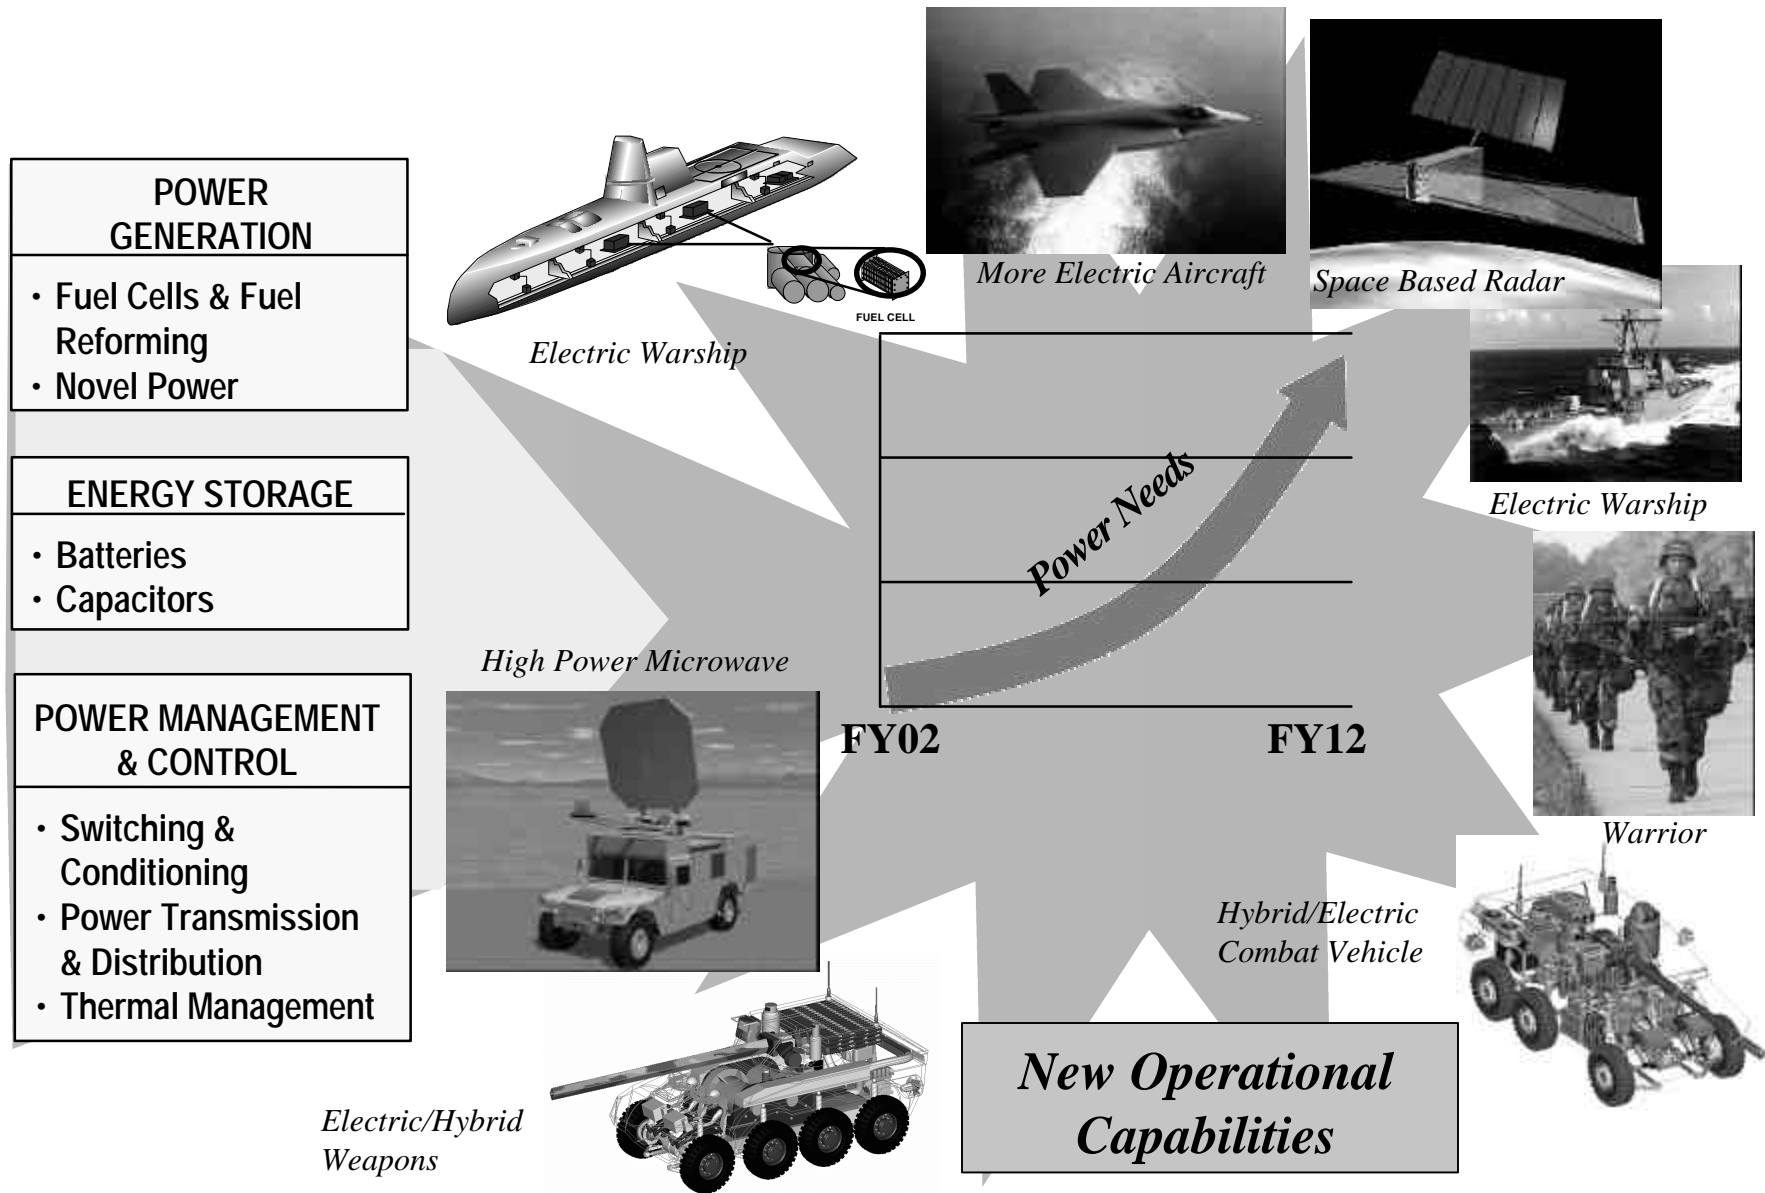 POWER
GENERATION
• Fuel Cells & Fuel
Reforming
• Novel Power
ENERGY STORAGE
• Batteries
• Capacitors
POWER MANAGEMENT
& CONTROL
• Switching &
Conditioning
• Power Transmission
& Distribution
• Thermal Management
FUEL CELL
Electric Warship
More Electric Aircraft
Space Based Radar
Electric Warship
Warrior
Hybrid/Electric
Combat Vehicle
High Power Microwave
Electric/Hybrid
Weapons
Power Needs
FY02
FY12
New Operational
Capabilities